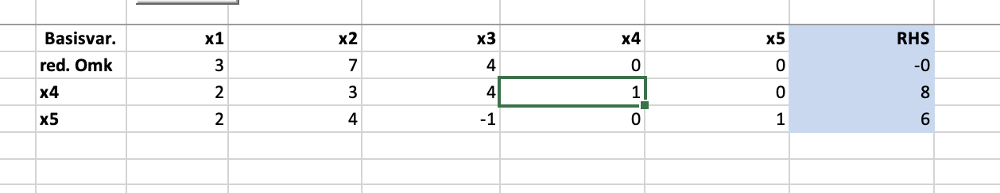 Basisvar. x1 x2 x3 x4 x5 RHS
red. Omk 3 7 4 0 0 -0
x4 2 3 4 1 0 8
x5 2 4 -1 0 1 6